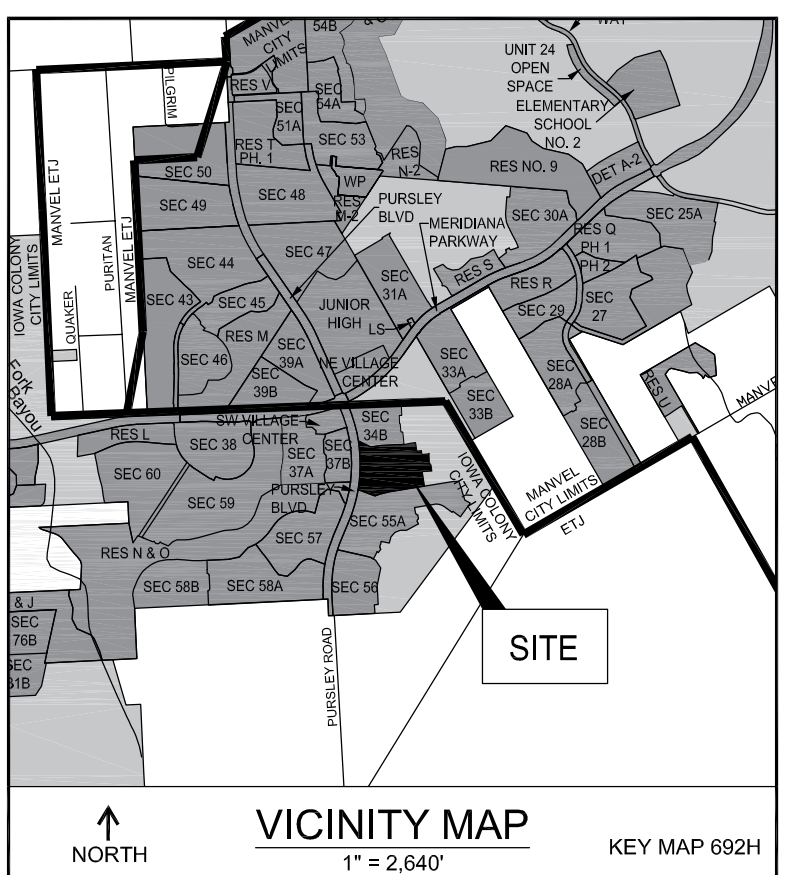 WAY
54B
& C
MANVEL
CITY
LIMITS
UNIT 24
OPEN
SPACE
ELEMENTARY
SCHOOL
NO. 2
PILGRIM
RES V
SEC
54A
SEC
51A
SEC 53
RES T
PH. 1
RES
N-2
RES NO. 9
DET A-2
SEC 50
WP
SEC 49
SEC 48
RES
M-2
PURSLEY
BLVD
MERIDIANA
PARKWAY
SEC 30A
SEC 25A
RES Q
PH 1
PH 2
MANVEL ETJ
PURITAN
MANVEL ETJ
IOWA COLONY
CITY LIMITS
QUAKER
SEC 44
SEC 47
SEC
31A
RES S
RES R
SEC
27
SEC 43
SEC 45
JUNIOR
HIGH
LS
SEC 29
RES M
SEC
39A
SEC 46
SEC
39B
NE VILLAGE
CENTER
SEC
33A
SEC
28A
RES U
Fork
Bayou
SEC
33B
SEC
28B
MANVE
SW VILLAGE
CENTER
SEC
34B
RES L
SEC 38
SEC
37A
SEC
37B
IOWA COLONY
CITY LIMITS
MANVEL
CITY LIMITS
ETJ
SEC 60
SEC 59
PURSLEY
BLVD
SEC 55A
SEC 57
RES N & O
SEC 58B
SEC 58A
SEC 56
& J
SEC
76B
SEC
81B
SITE
PURSLEY ROAD
NORTH
VICINITY MAP
1" = 2,640'
KEY MAP 692H